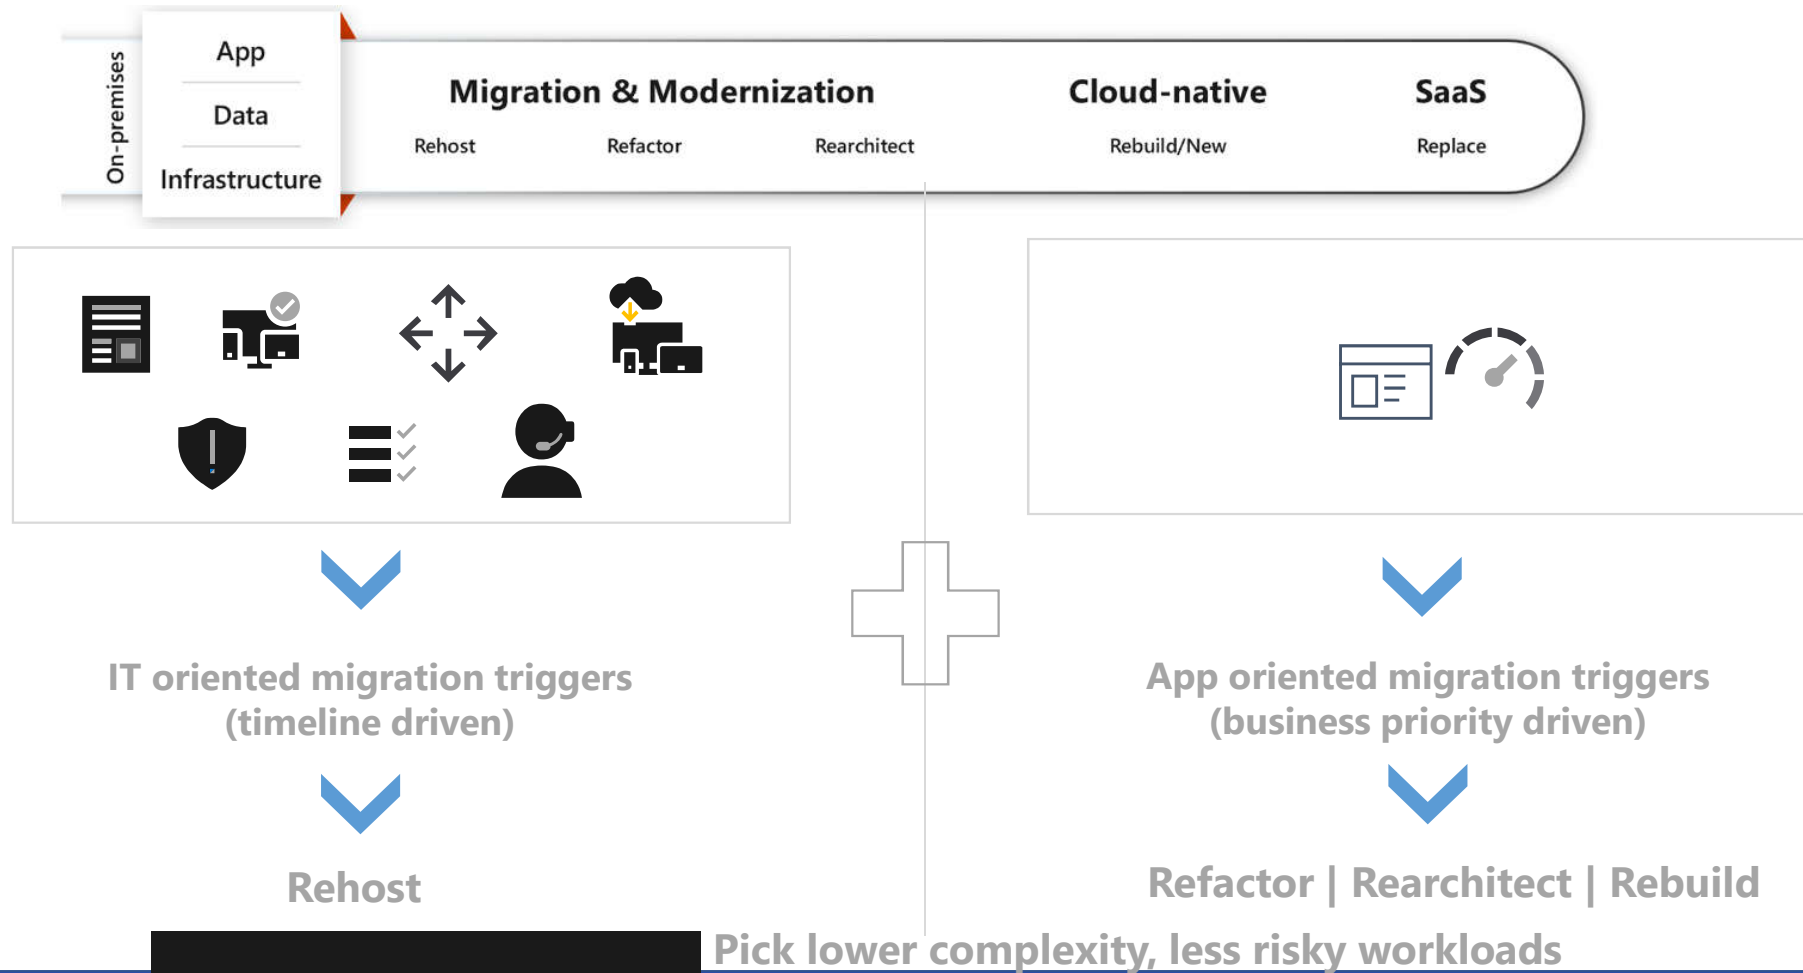 On-premises
App
Data
Infrastructure
Migration & Modernization
Cloud-native
SaaS
Rehost
Refactor
Rearchitect
Rebuild/New
Replace
IT oriented migration triggers
(timeline driven)
App oriented migration triggers
(business priority driven)
Rehost
Refactor | Rearchitect | Rebuild
Pick lower complexity, less risky workloads